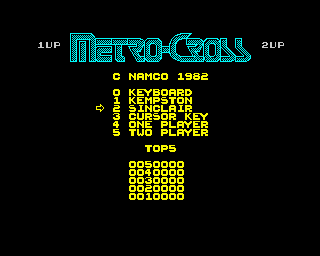 1UP METRO-CROSS 2UP
C NAMCO 1982
0 KEYBOARD
1 KEMPSTON
2 SINCLAIR
3 CURSOR KEY
4 ONE PLAYER
5 TWO PLAYER
TOP5
0050000
0040000
0030000
0020000
0010000